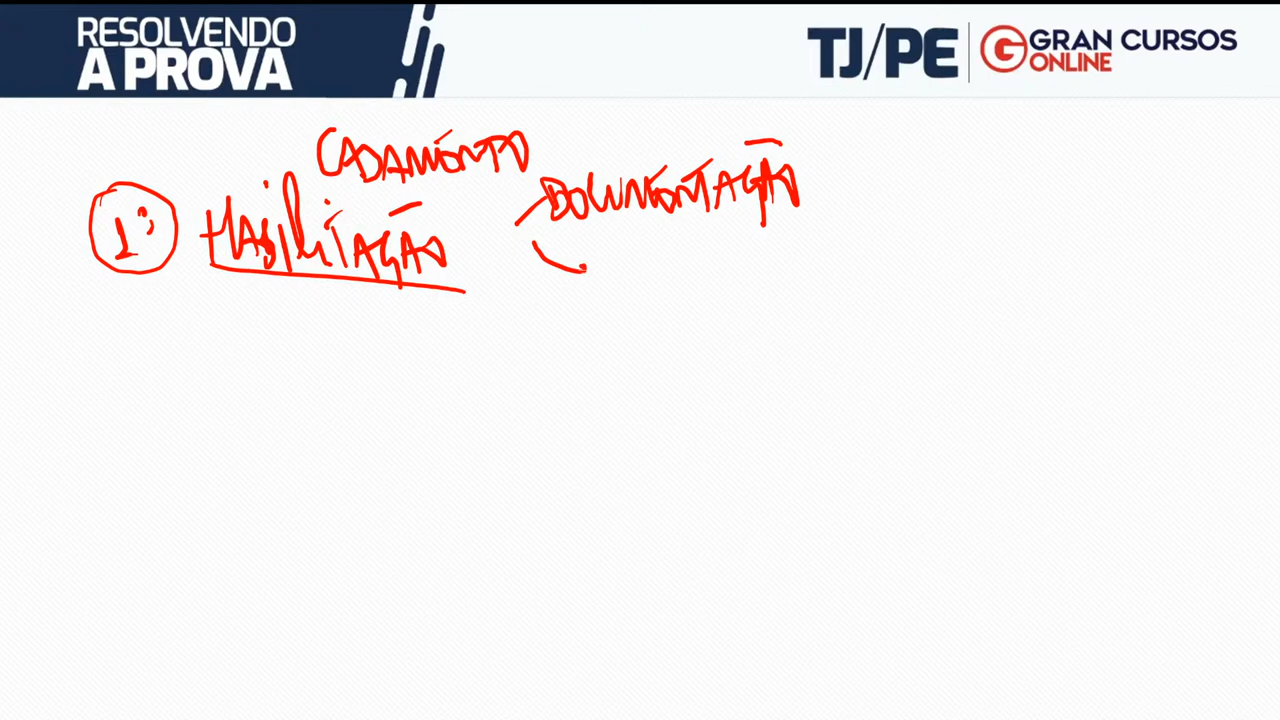 RESOLVENDO
A PROVA
TJ/PE
G GRAN CURSOS
ONLINE
CASAMENTO
DOCUMENTAÇÃO
1º
HABILITAÇÃO